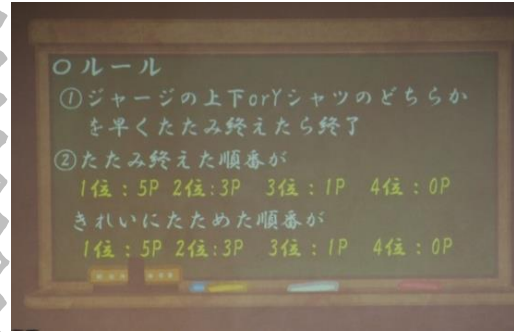 ○ルール
①ジャージの上下orYシャツのどちらか
を早くたたみ終えたら終了
②たたみ終えた順番が
1位：5P 2位:3P 3位：1P 4位：0P
きれいにたためた順番が
1位：5P 2位:3P 3位：1P 4位：0P